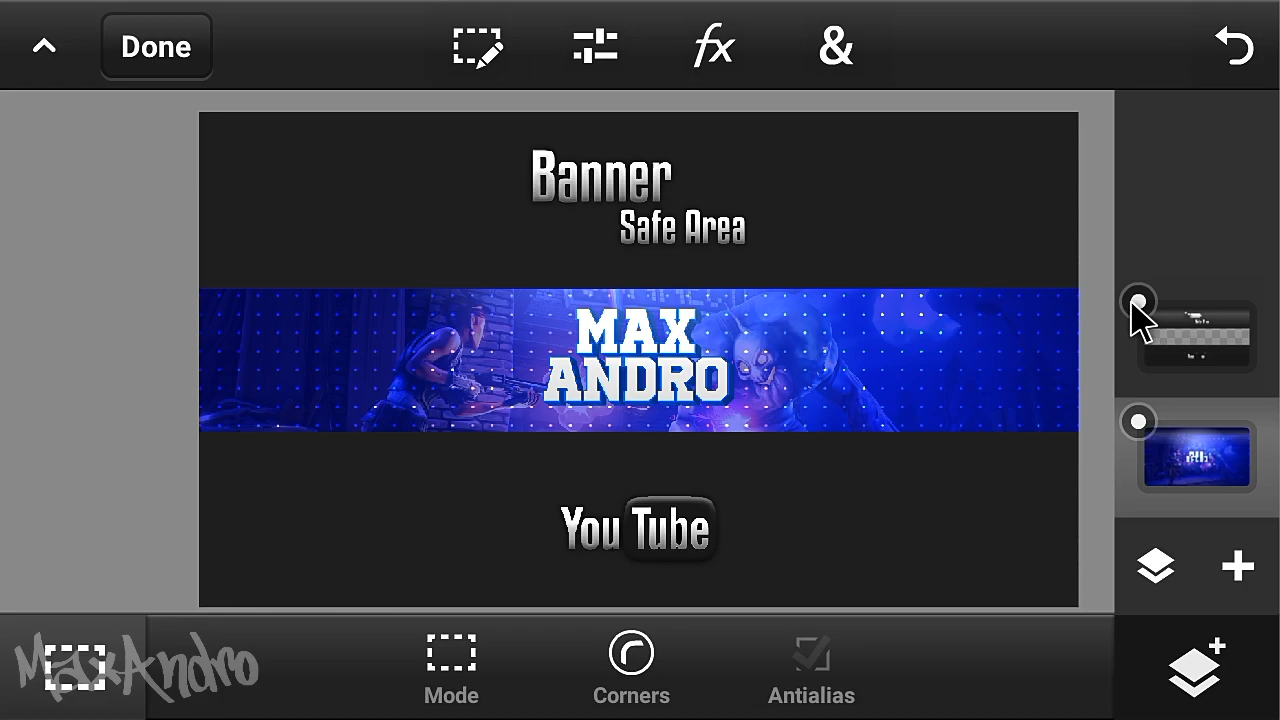 Done
fx
&
Banner
Safe Area
MAX
ANDRO
You Tube
MaxAndro
Mode
Corners
Antialias